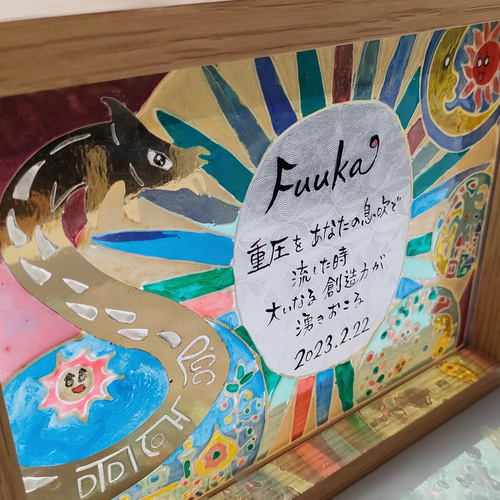 Fuuka
重圧をあなたの息吹で
流した時
大いなる創造力が
湧きおこる
2023.2.22